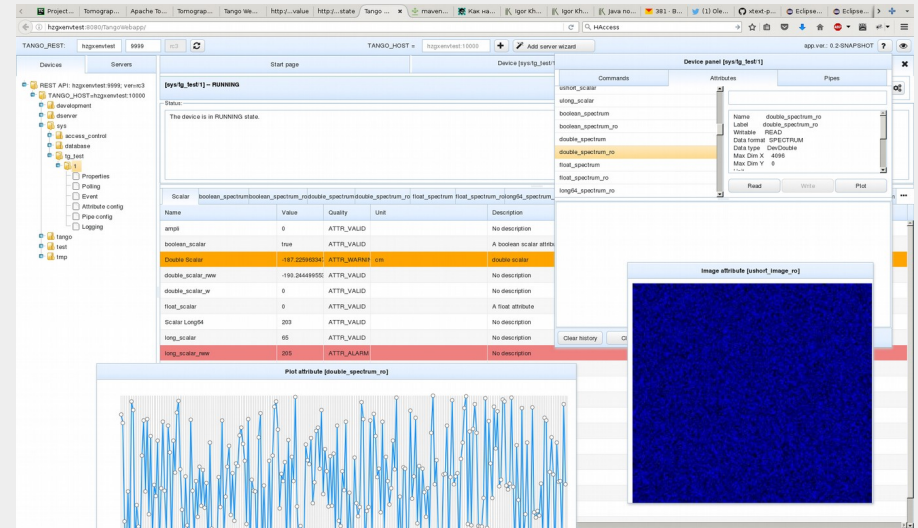 Project ... Tomograp... Apache To... Tomograp... Tango We... http:/...value http:/...state Tango ... maven-... Как на... Igor Kh... Igor Kh... Java no... 381 - B... (1) Ole... xtext-p... Eclipse... Eclipse...
hzgxenvtest:8080/TangoWebapp/ HAccess
TANGO_REST: hzgxenvtest 9999 rc3 TANGO_HOST = hzgxenvtest:10000 Add server wizard app.ver.: 0.2-SNAPSHOT ?
Devices Servers Start page Device [sys/tg_test/1]
Device panel [sys/tg_test/1]
Commands Attributes Pipes
REST API: hzgxenvtest:9999; ver=rc3
TANGO_HOST=hzgxenvtest:10000
development
dserver
sys
access_control
database
tg_test
1
Properties
Polling
Event
Attribute config
Pipe config
Logging
tango
test
tmp
[sys/tg_test/1] -- RUNNING
Status:
The device is in RUNNING state.
ushort_scalar
ulong_scalar
boolean_spectrum
boolean_spectrum_ro
double_spectrum
double_spectrum_ro
float_spectrum
float_spectrum_ro
long64_spectrum_ro
Name double_spectrum_ro
Label double_spectrum_ro
Writable READ
Data format SPECTRUM
Data type DevDouble
Max Dim X 4096
Max Dim Y 0
Read Write Plot
Scalar boolean_spectrum boolean_spectrum_ro double_spectrum double_spectrum_ro float_spectrum float_spectrum_ro long64_spectrum_
Name Value Quality Unit Description
ampli 0 ATTR_VALID No description
boolean_scalar true ATTR_VALID A boolean scalar attribu
Double Scalar -187.225983347 ATTR_WARNIN cm double scalar
double_scalar_rww ATTR_VALID No description
double_scalar_w 0 ATTR_VALID No description
float_scalar 0 ATTR_VALID A float attribute
Scalar Long64 203 ATTR_VALID No description
long_scalar 65 ATTR_VALID No description
long_scalar_rww 205 ATTR_ALARM No description
Clear history
Image attribute [ushort_image_ro]
Plot attribute [double_spectrum_ro]